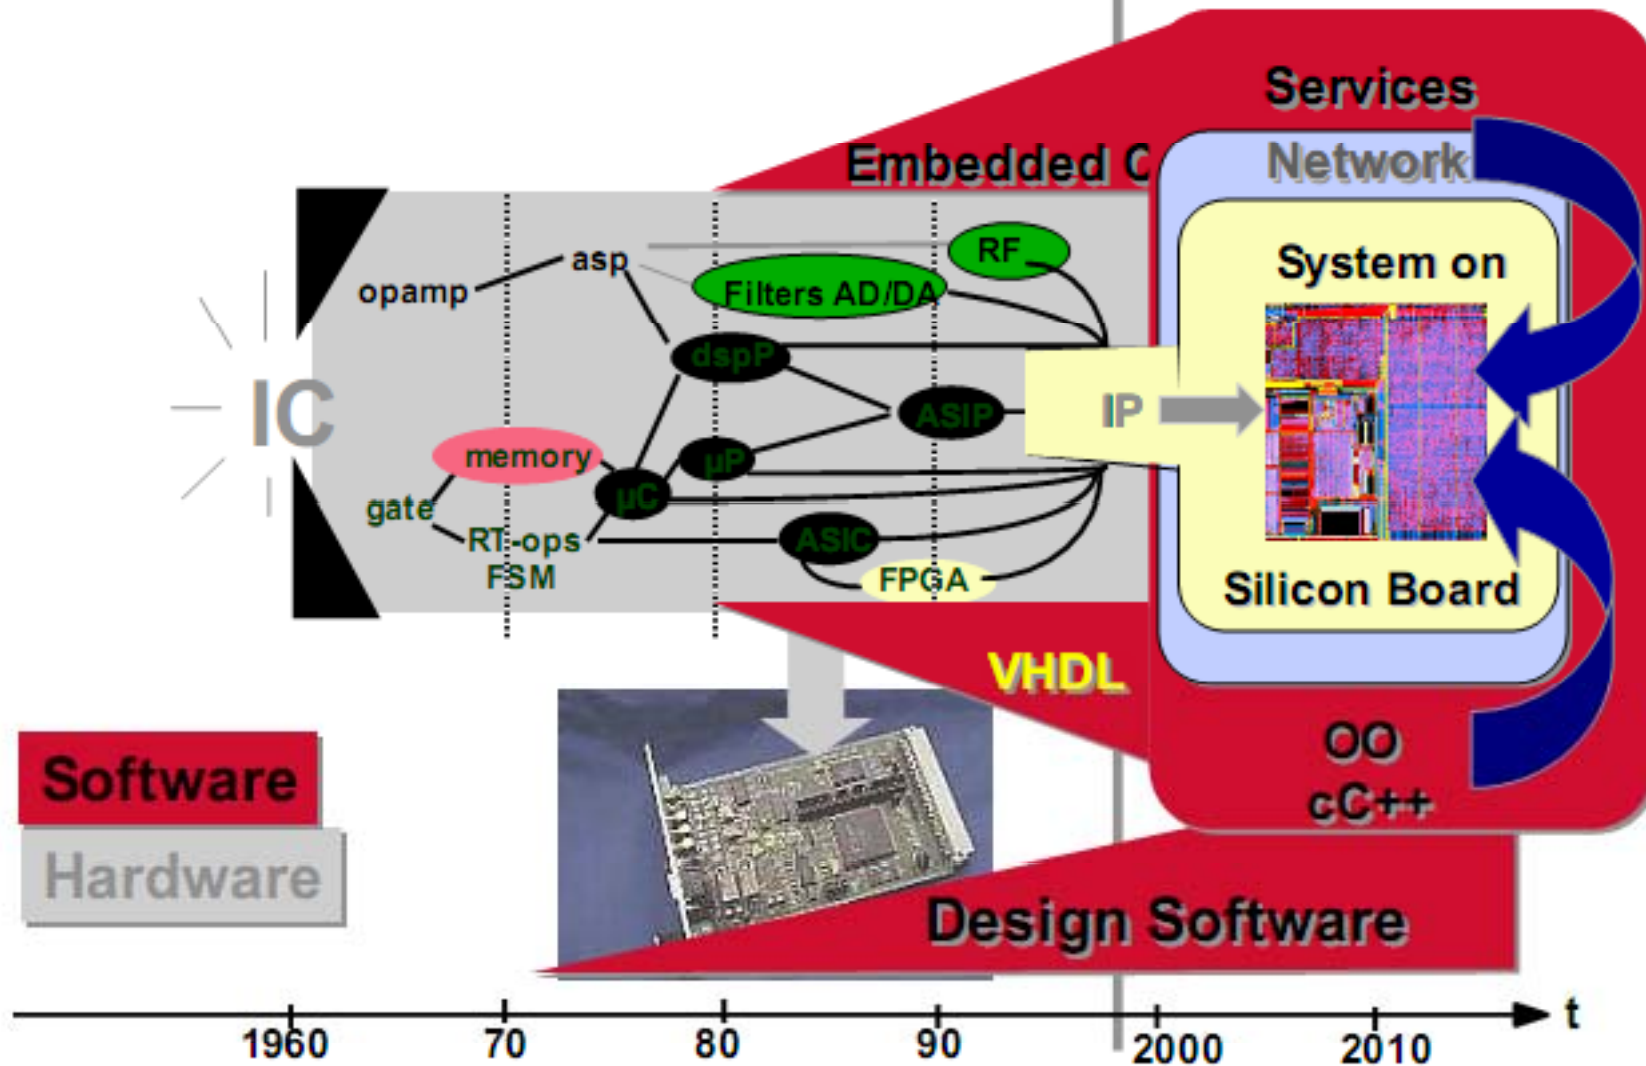 Services
Embedded C
Network
System on
RF
asp
opamp
Filters AD/DA
dspP
IC
ASIP
IP
memory
µP
µC
gate
RT-ops
FSM
ASIC
FPGA
Silicon Board
VHDL
OO
cC++
Software
Hardware
Design Software
t
1960
70
80
90
2000
2010